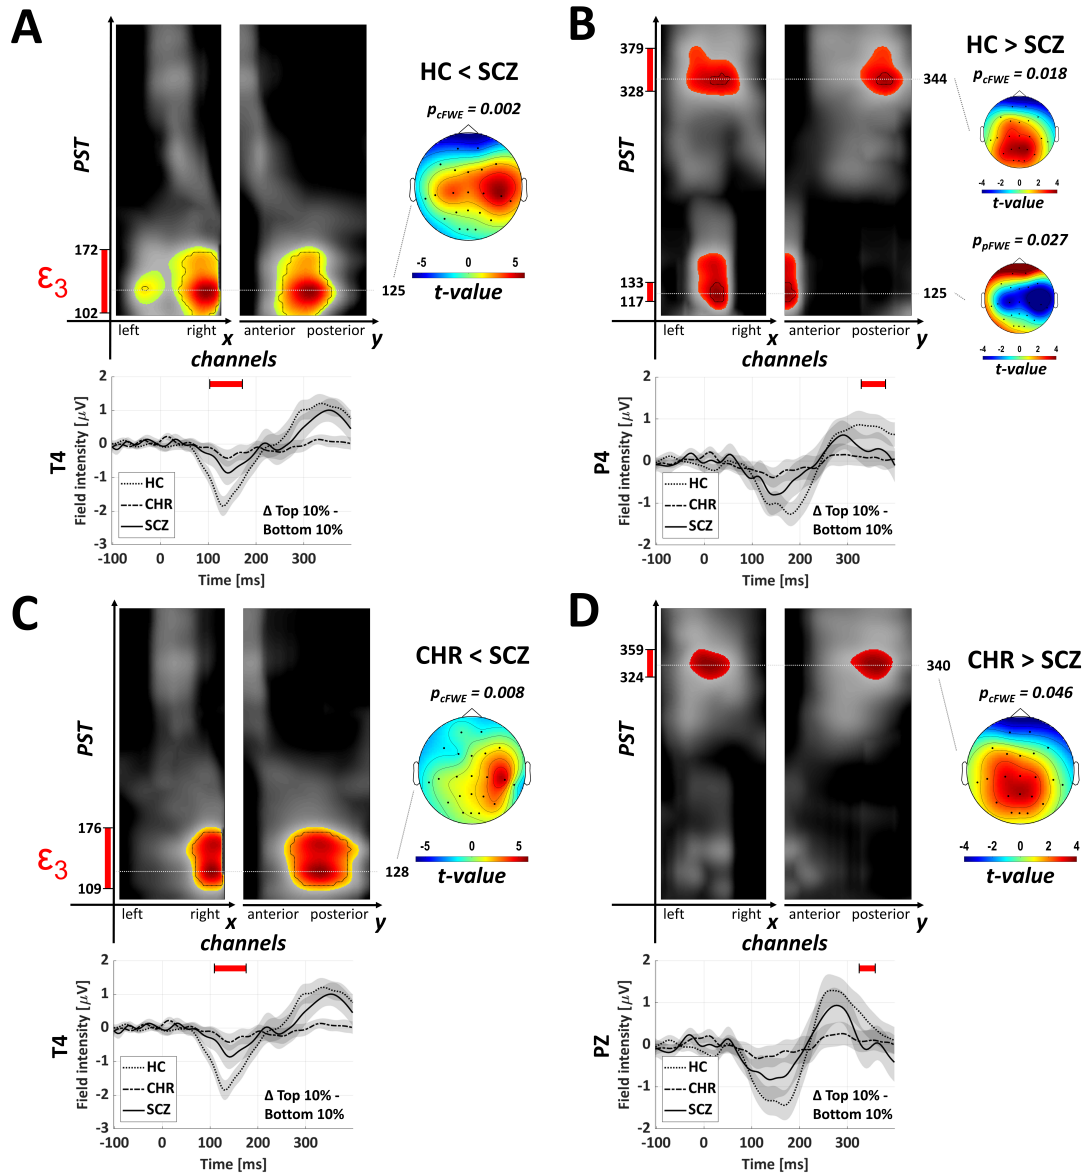 A
PST
172
ε3
102
left
right
x
anterior
posterior
y
channels
HC < SCZ
pcFWE = 0.002
125
-5
0
5
t-value
2
1
0
-1
-2
-3
Field intensity [μV]
T4
HC
CHR
SCZ
Δ Top 10% -
Bottom 10%
-100
0
100
200
300
Time [ms]
B
PST
379
328
133
117
left
right
x
anterior
posterior
y
channels
HC > SCZ
344
pcFWE = 0.018
-4
-2
0
2
4
t-value
125
ppFWE = 0.027
-4
-2
0
2
4
t-value
2
1
0
-1
-2
Field intensity [μV]
P4
HC
CHR
SCZ
Δ Top 10% -
Bottom 10%
-100
0
100
200
300
Time [ms]
C
PST
176
ε3
109
left
right
x
anterior
posterior
y
channels
CHR < SCZ
pcFWE = 0.008
128
-5
0
5
t-value
2
1
0
-1
-2
-3
Field intensity [μV]
T4
HC
CHR
SCZ
Δ Top 10% -
Bottom 10%
-100
0
100
200
300
Time [ms]
D
PST
359
324
left
right
x
anterior
posterior
y
channels
CHR > SCZ
340
pcFWE = 0.046
-4
-2
0
2
4
t-value
2
1
0
-1
-2
Field intensity [μV]
PZ
HC
CHR
SCZ
Δ Top 10% -
Bottom 10%
-100
0
100
200
300
Time [ms]